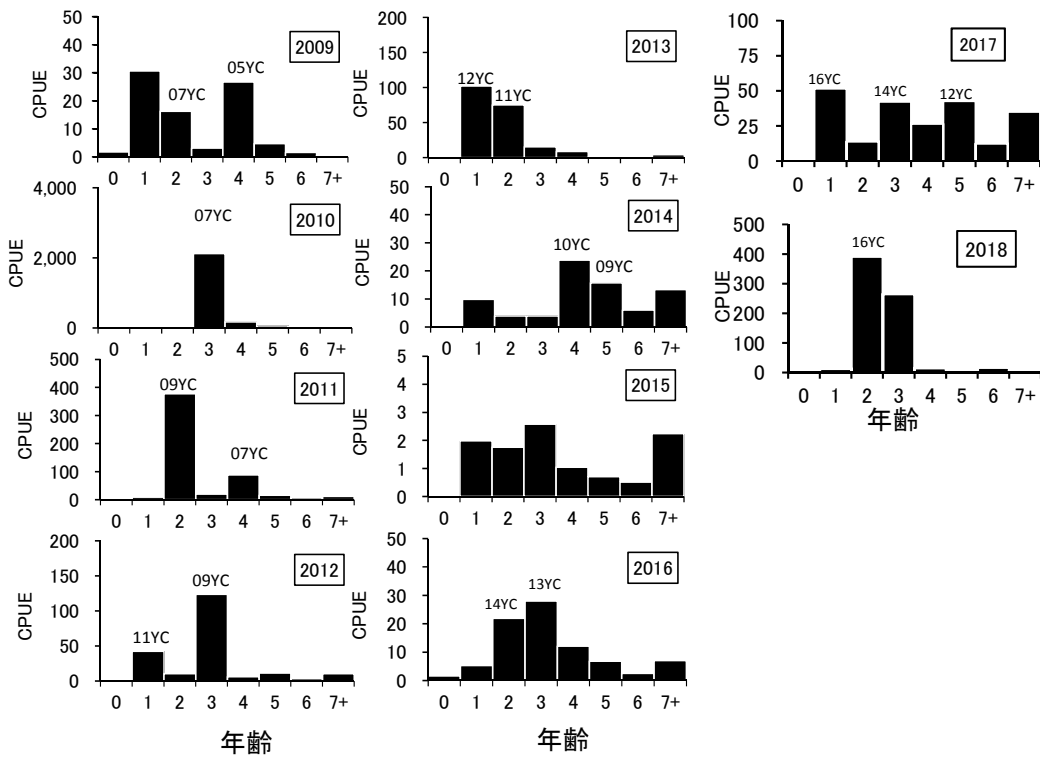 2009
CPUE
50
40
30
20
10
0
07YC
05YC
0 1 2 3 4 5 6 7+
2010
CPUE
4,000
2,000
0
07YC
0 1 2 3 4 5 6 7+
2011
CPUE
500
400
300
200
100
0
09YC
07YC
0 1 2 3 4 5 6 7+
2012
CPUE
200
150
100
50
0
11YC
09YC
0 1 2 3 4 5 6 7+
年齢
2013
CPUE
200
150
100
50
0
12YC
11YC
0 1 2 3 4 5 6 7+
2014
CPUE
50
40
30
20
10
0
10YC
09YC
0 1 2 3 4 5 6 7+
2015
CPUE
5
4
3
2
1
0
0 1 2 3 4 5 6 7+
2016
CPUE
50
40
30
20
10
0
14YC
13YC
0 1 2 3 4 5 6 7+
年齢
2017
CPUE
100
75
50
25
0
16YC
14YC
12YC
0 1 2 3 4 5 6 7+
2018
CPUE
500
400
300
200
100
0
16YC
0 1 2 3 4 5 6 7+
年齢